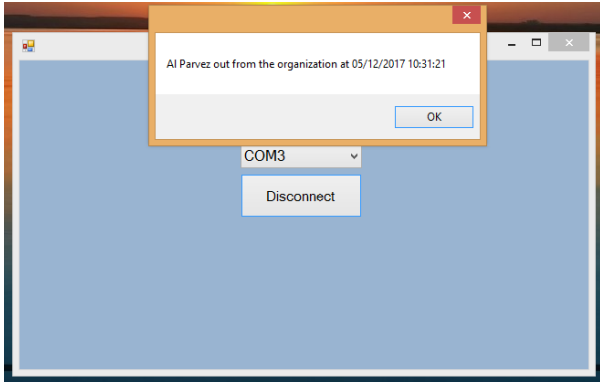 Al Parvez out from the organization at 05/12/2017 10:31:21
OK
COM3
Disconnect